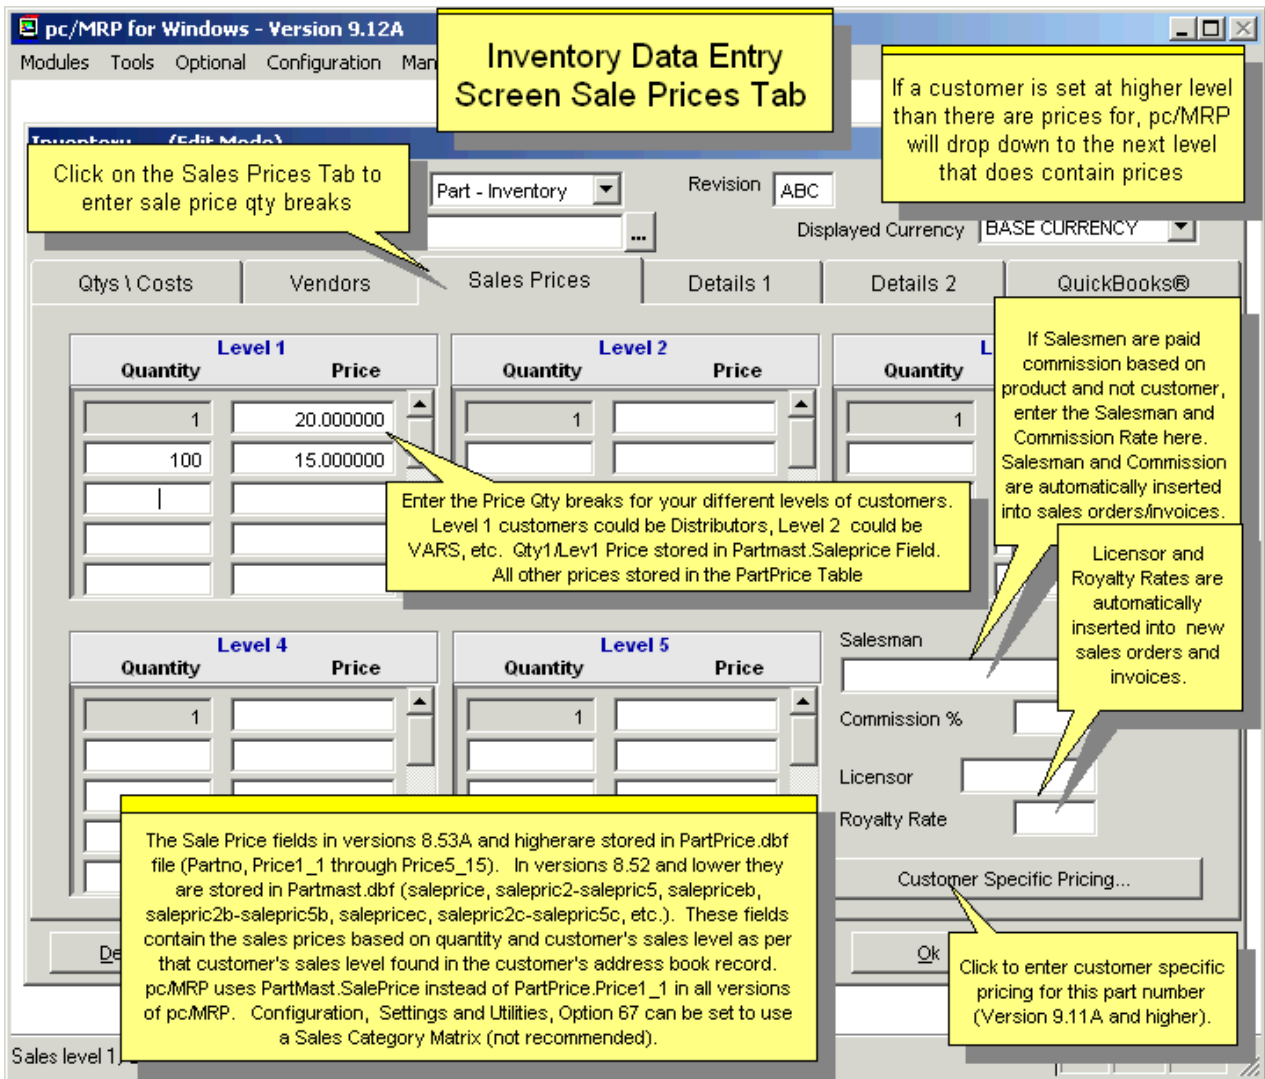 pc/MRP for Windows - Version 9.12A
Modules Tools Optional Configuration Man
Inventory Data Entry
Screen Sale Prices Tab
If a customer is set at higher level
than there are prices for, pc/MRP
will drop down to the next level
that does contain prices
Inventory (Edit Mode)
Click on the Sales Prices Tab to
enter sale price qty breaks
Part - Inventory
Revision ABC
...
Displayed Currency BASE CURRENCY
Qtys \ Costs Vendors Sales Prices Details 1 Details 2 QuickBooks®
Level 1 Level 2 L
Quantity Price Quantity Price Quantity
1 20.000000 1 1
100 15.000000
If Salesmen are paid
commission based on
product and not customer,
enter the Salesman and
Commission Rate here.
Salesman and Commission
are automatically inserted
into sales orders/invoices.
Enter the Price Qty breaks for your different levels of customers.
Level 1 customers could be Distributors, Level 2 could be
VARS, etc. Qty1/Lev1 Price stored in Partmast.Saleprice Field.
All other prices stored in the PartPrice Table
Licensor and
Royalty Rates are
automatically
inserted into new
sales orders and
invoices.
Level 4 Level 5
Quantity Price Quantity Price
1 1
Salesman
Commission %
Licensor
Royalty Rate
The Sale Price fields in versions 8.53A and higherare stored in PartPrice.dbf
file (Partno, Price1_1 through Price5_15). In versions 8.52 and lower they
are stored in Partmast.dbf (saleprice, salepric2-salepric5, salepriceb,
salepric2b-salepric5b, salepricec, salepric2c-salepric5c, etc.). These fields
contain the sales prices based on quantity and customer's sales level as per
that customer's sales level found in the customer's address book record.
pc/MRP uses PartMast.SalePrice instead of PartPrice.Price1_1 in all versions
of pc/MRP. Configuration, Settings and Utilities, Option 67 can be set to use
a Sales Category Matrix (not recommended).
Customer Specific Pricing...
De
Ok
Click to enter customer specific
pricing for this part number
(Version 9.11A and higher).
Sales level 1,